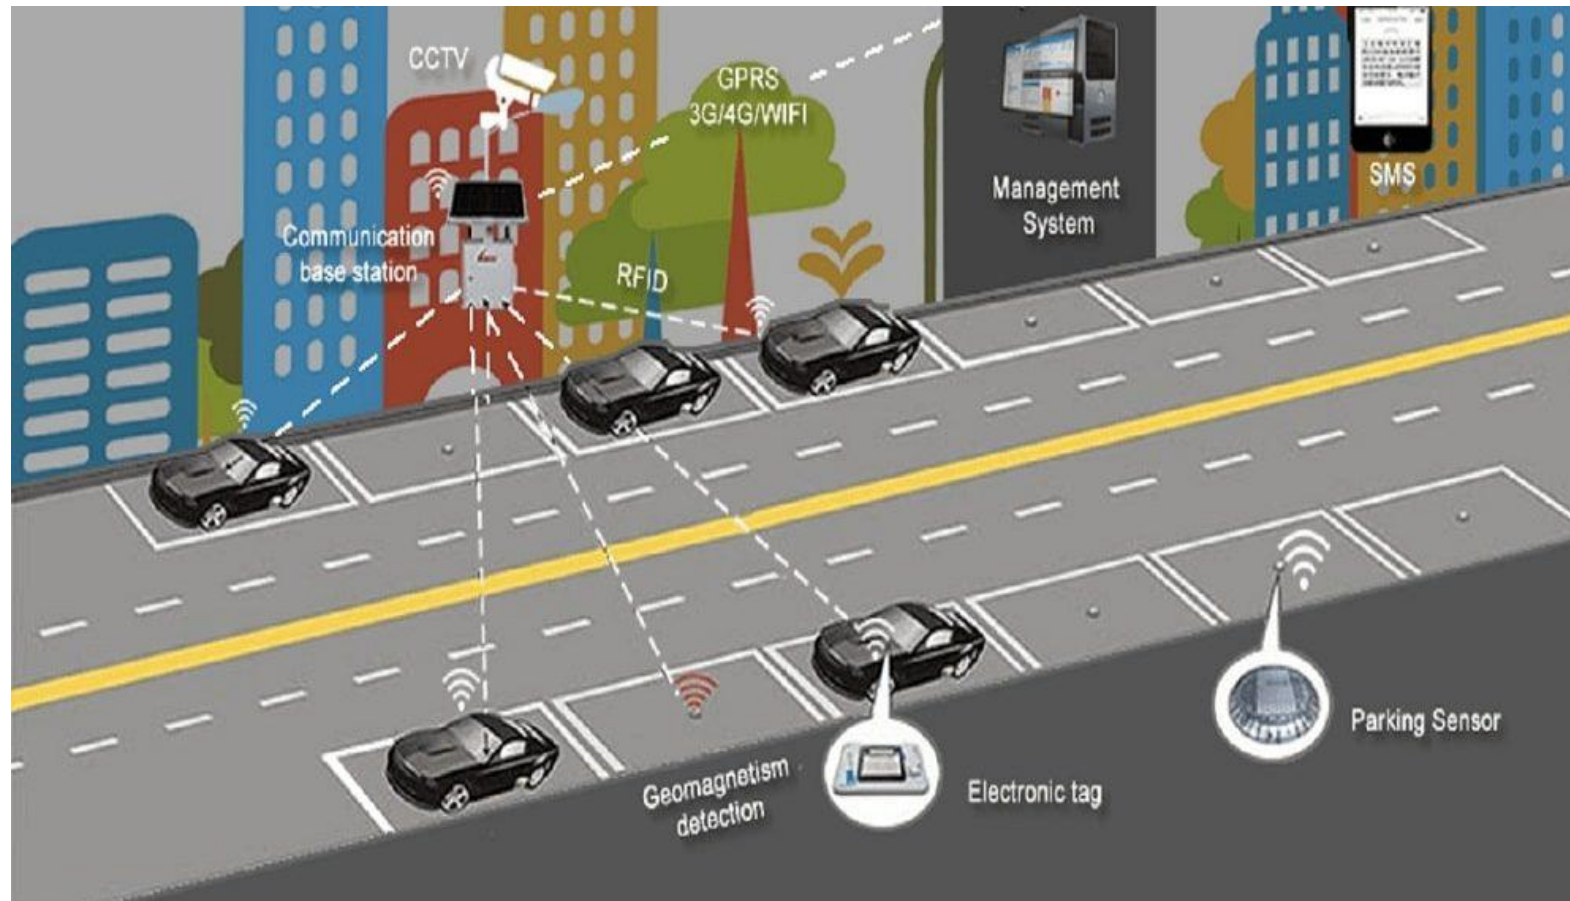 CCTV
GPRS
3G/4G/WIFI
Management
System
SMS
Communication
base station
RFID
Parking Sensor
Geomagnetism
detection
Electronic tag